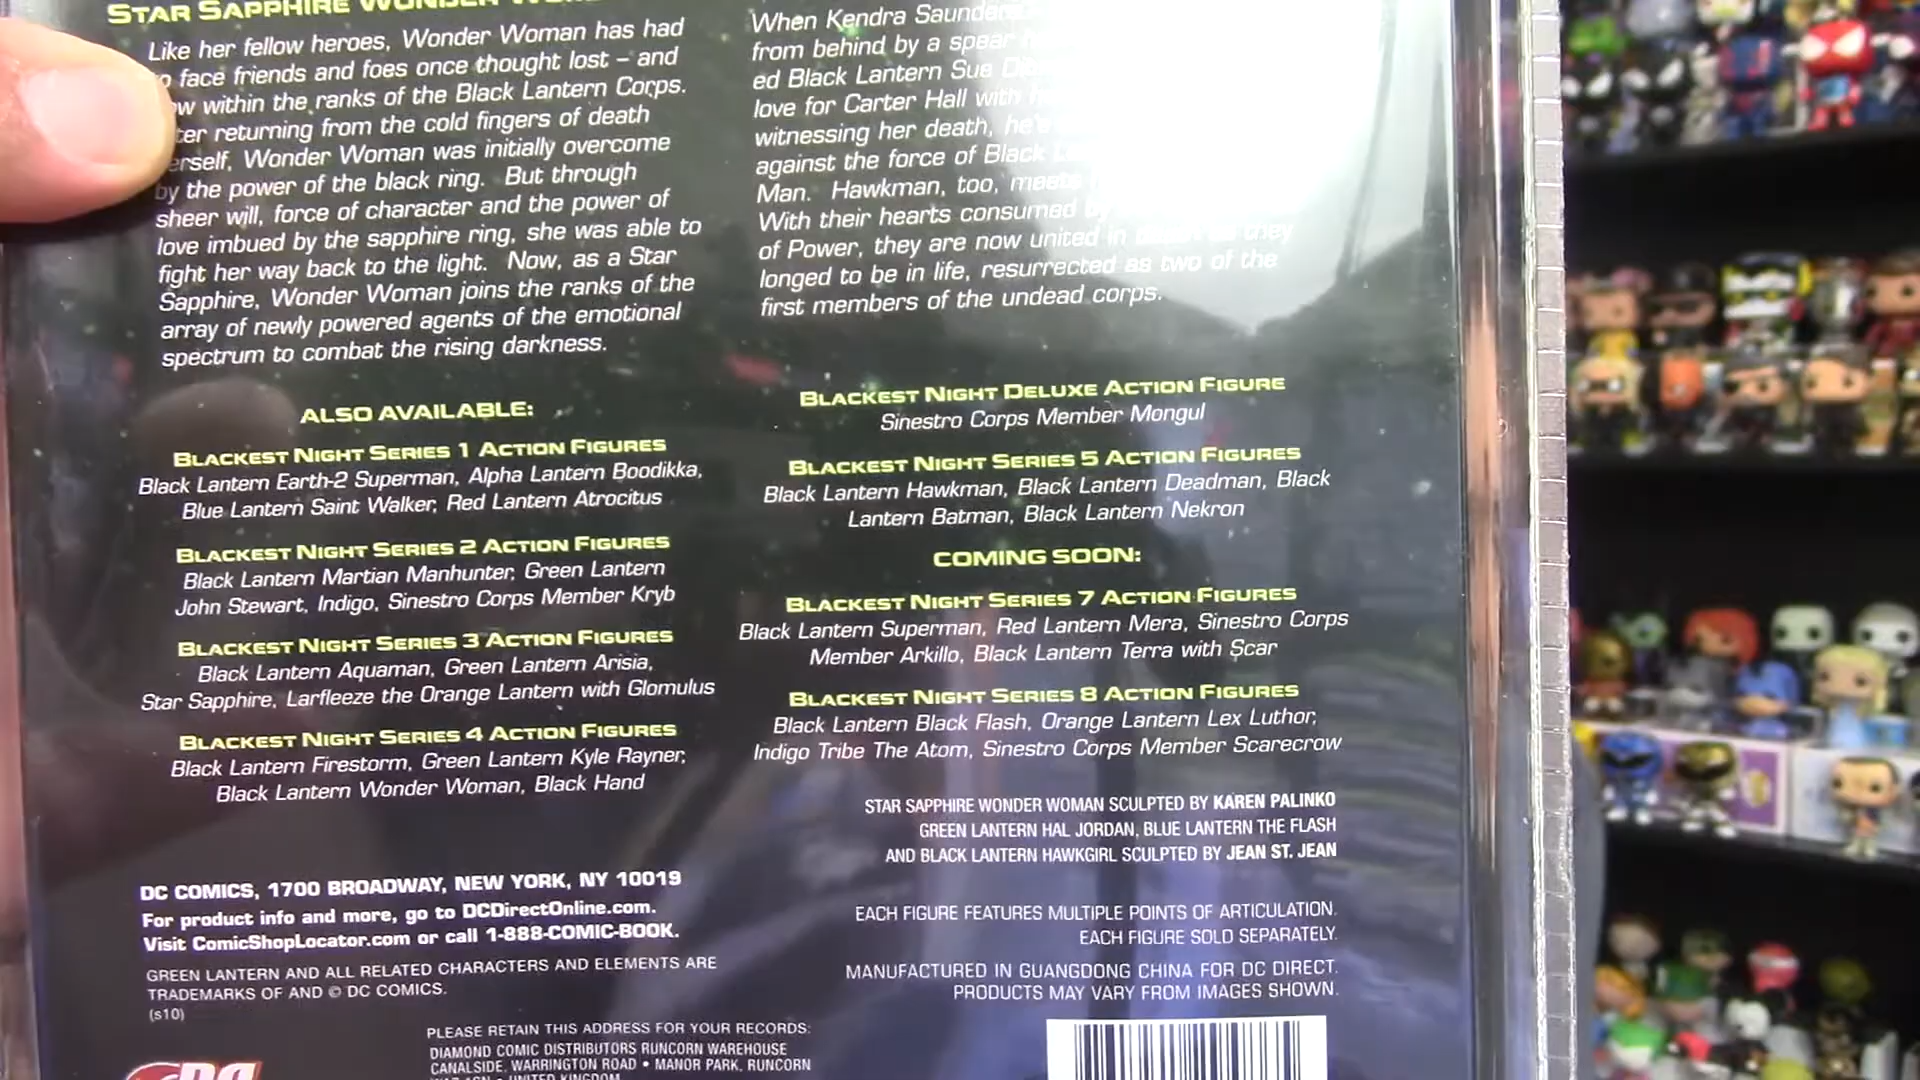 STAR SAPPHIRE WONDER
Like her fellow heroes, Wonder Woman has had
face friends and foes once thought lost – and
within the ranks of the Black Lantern Corps.
returning from the cold fingers of death
Wonder Woman was initially overcome
by the power of the black ring. But through
sheer will, force of character and the power of
love imbued by the sapphire ring, she was able to
fight her way back to the light. Now, as a Star
Sapphire, Wonder Woman joins the ranks of the
array of newly powered agents of the emotional
spectrum to combat the rising darkness.
ALSO AVAILABLE:
BLACKEST NIGHT SERIES 1 ACTION FIGURES
Black Lantern Earth-2 Superman, Alpha Lantern Boodikka,
Blue Lantern Saint Walker, Red Lantern Atrocitus
BLACKEST NIGHT SERIES 2 ACTION FIGURES
Black Lantern Martian Manhunter, Green Lantern
John Stewart, Indigo, Sinestro Corps Member Kryb
BLACKEST NIGHT SERIES 3 ACTION FIGURES
Black Lantern Aquaman, Green Lantern Arisia,
Star Sapphire, Larfleeze the Orange Lantern with Glomulus
BLACKEST NIGHT SERIES 4 ACTION FIGURES
Black Lantern Firestorm, Green Lantern Kyle Rayner,
Black Lantern Wonder Woman, Black Hand
DC COMICS, 1700 BROADWAY, NEW YORK, NY 10019
For product info and more, go to DCDirectOnline.com.
Visit ComicShopLocator.com or call 1-888-COMIC-BOOK.
GREEN LANTERN AND ALL RELATED CHARACTERS AND ELEMENTS ARE
TRADEMARKS OF AND © DC COMICS.
(s10)
When Kendra
from behind by a spear
ed Black Lantern Sue
love for Carter Hall with
witnessing her death, he's
against the force of Black
Man. Hawkman, too, meets
With their hearts consumed by
of Power, they are now united in they
longed to be in life, resurrected as two of the
first members of the undead corps.
BLACKEST NIGHT DELUXE ACTION FIGURE
Sinestro Corps Member Mongul
BLACKEST NIGHT SERIES 5 ACTION FIGURES
Black Lantern Hawkman, Black Lantern Deadman, Black
Lantern Batman, Black Lantern Nekron
COMING SOON:
BLACKEST NIGHT SERIES 7 ACTION FIGURES
Black Lantern Superman, Red Lantern Mera, Sinestro Corps
Member Arkillo, Black Lantern Terra with Scar
BLACKEST NIGHT SERIES 8 ACTION FIGURES
Black Lantern Black Flash, Orange Lantern Lex Luthor,
Indigo Tribe The Atom, Sinestro Corps Member Scarecrow
STAR SAPPHIRE WONDER WOMAN SCULPTED BY KAREN PALINKO
GREEN LANTERN HAL JORDAN, BLUE LANTERN THE FLASH
AND BLACK LANTERN HAWKGIRL SCULPTED BY JEAN ST. JEAN
EACH FIGURE FEATURES MULTIPLE POINTS OF ARTICULATION.
EACH FIGURE SOLD SEPARATELY.
MANUFACTURED IN GUANGDONG CHINA FOR DC DIRECT.
PRODUCTS MAY VARY FROM IMAGES SHOWN.
PLEASE RETAIN THIS ADDRESS FOR YOUR RECORDS:
DIAMOND COMIC DISTRIBUTORS RUNCORN WAREHOUSE
CANALSIDE, WARRINGTON ROAD • MANOR PARK, RUNCORN
UNITED KINGDOM